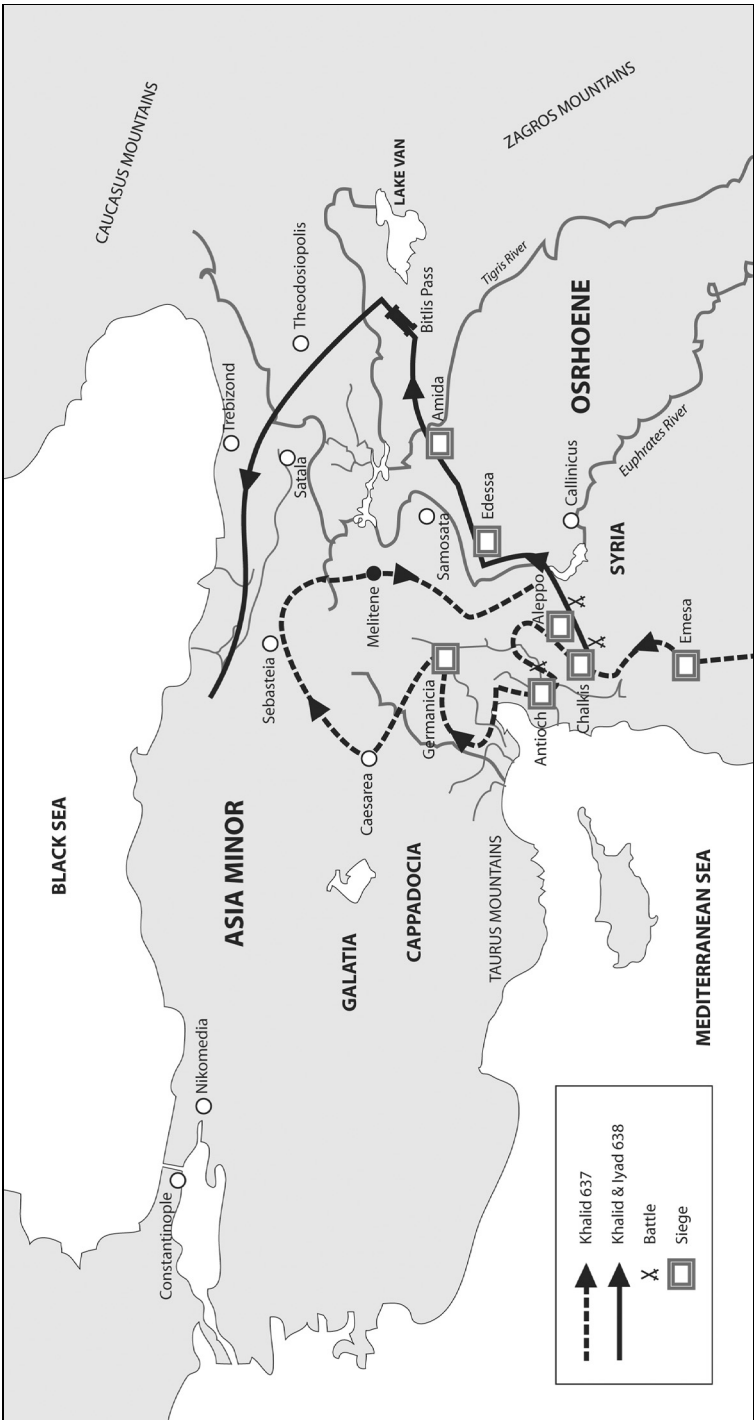 BLACK SEA
CAUCASUS MOUNTAINS
Constantinople
Nikomedia
Trebizond
Theodosiopolis
Satala
Sebasteia
ASIA MINOR
GALATIA
CAPPADOCIA
Caesarea
Melitene
LAKE VAN
Bitlis Pass
ZAGROS MOUNTAINS
Tigris River
Amida
Samosata
Edessa
Germanicia
TAURUS MOUNTAINS
OSRHOENE
Callinicus
Euphrates River
Aleppo
Antioch
Chalkis
SYRIA
Emesa
MEDITERRANEAN SEA
Khalid 637
Khalid & Iyad 638
Battle
Siege